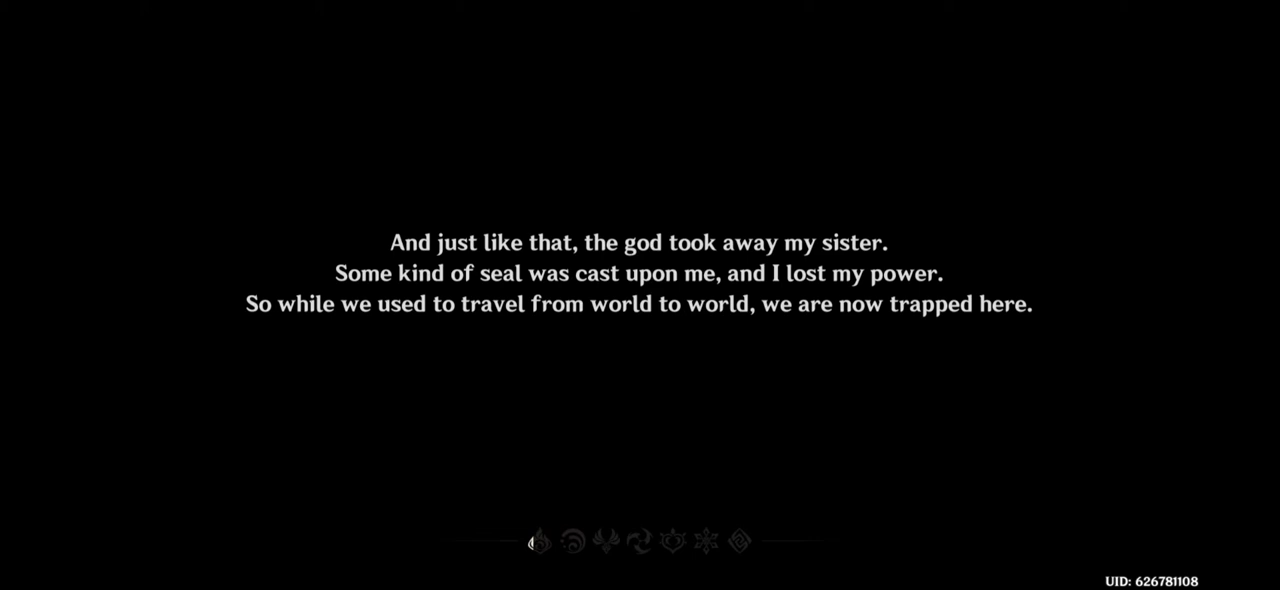 And just like that, the god took away my sister.
Some kind of seal was cast upon me, and I lost my power.
So while we used to travel from world to world, we are now trapped here.
UID: 626781108